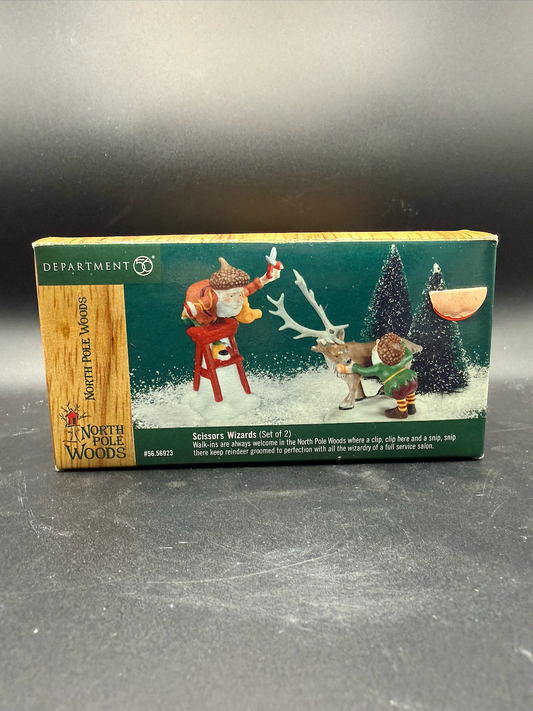 DEPARTMENT 56
NORTH POLE WOODS
NORTH
POLE
WOODS
#56.56923
Scissors Wizards (Set of 2)
Walk-ins are always welcome in the North Pole Woods where a clip, clip here and a snip, snip
there keep reindeer groomed to perfection with all the wizardry of a full service salon.